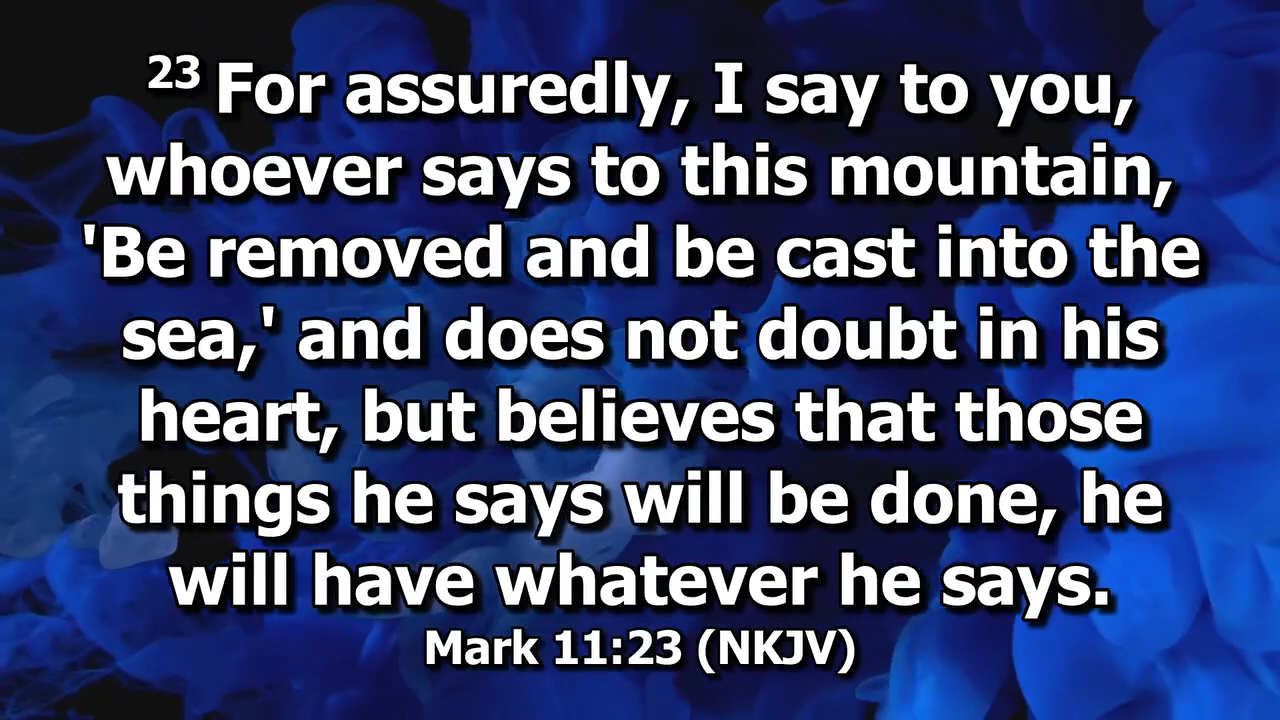 23 For assuredly, I say to you,
whoever says to this mountain,
'Be removed and be cast into the
sea,' and does not doubt in his
heart, but believes that those
things he says will be done, he
will have whatever he says.
Mark 11:23 (NKJV)